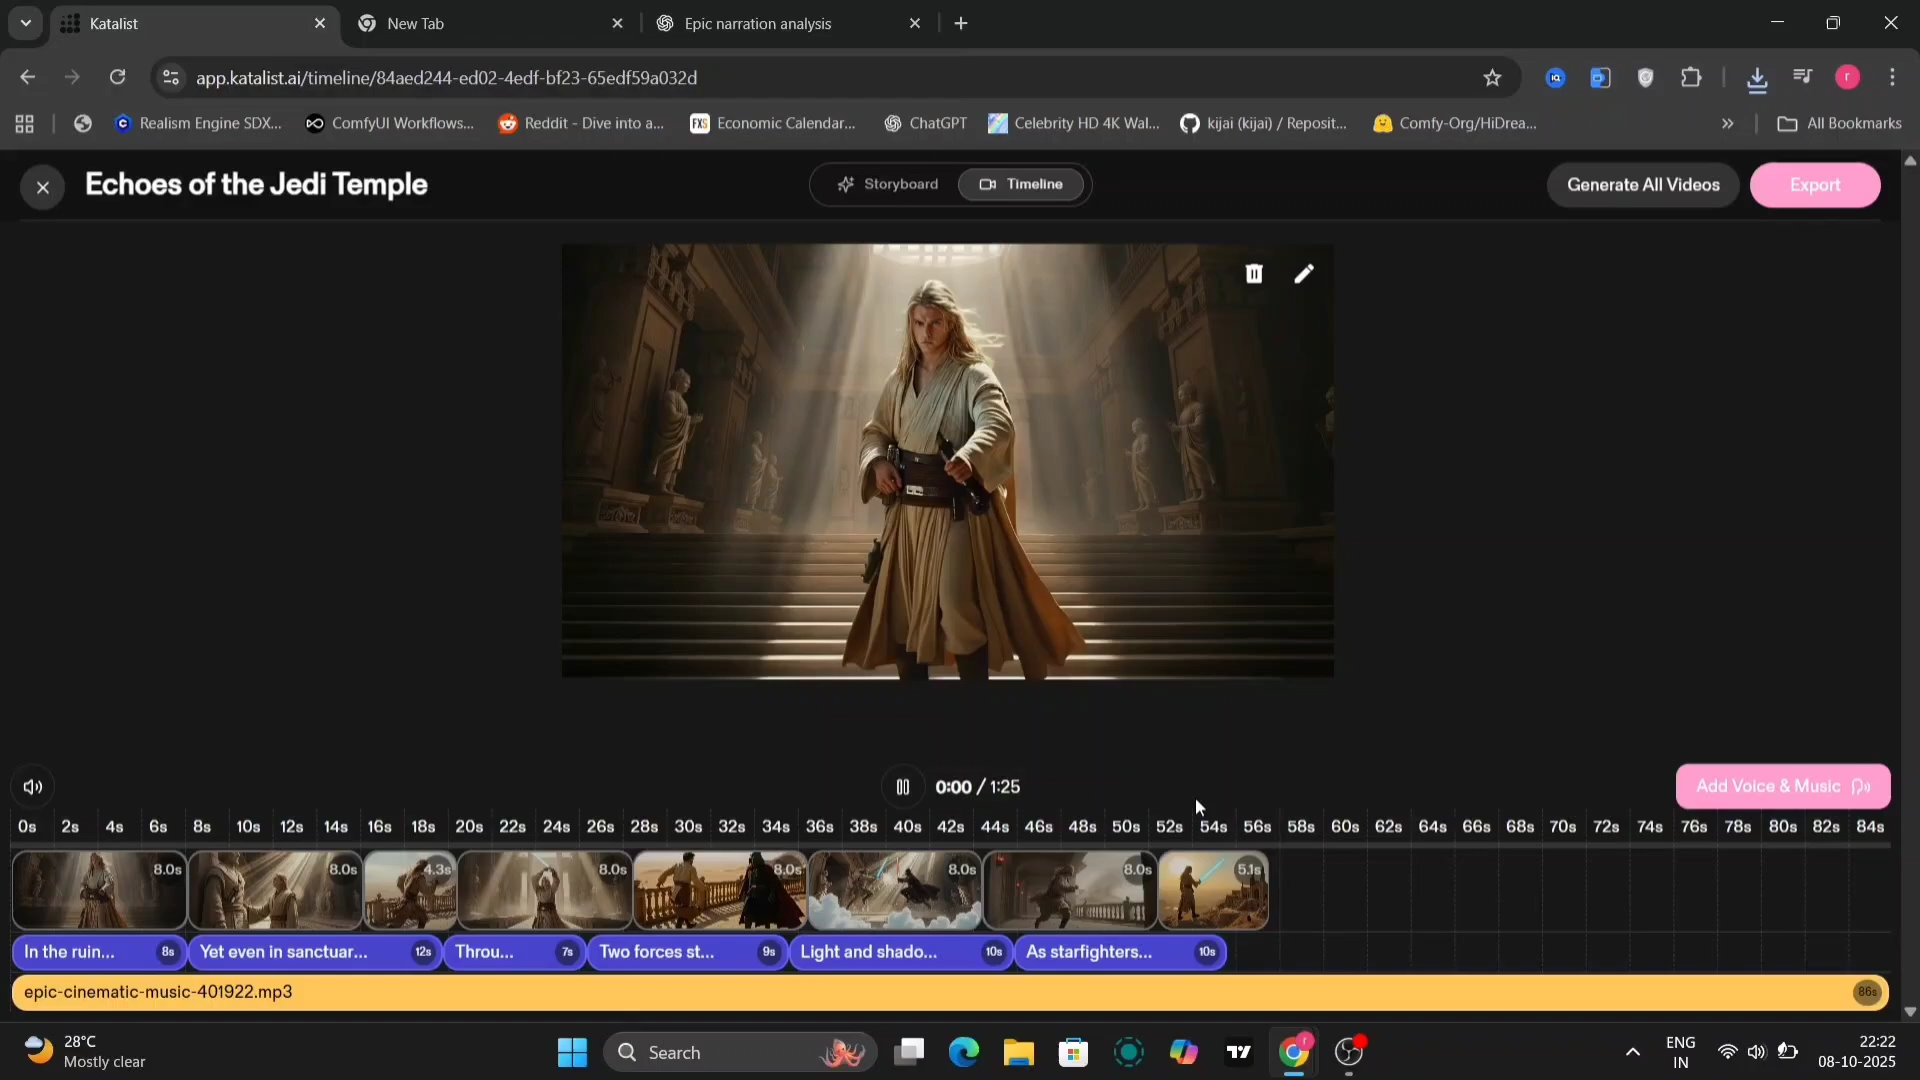 Katalist
New Tab
Epic narration analysis
app.katalist.ai/timeline/84aed244-ed02-4edf-bf23-65edf59a032d
Realism Engine SDX...
ComfyUI Workflows...
Reddit - Dive into a...
FXS Economic Calendar...
ChatGPT
Celebrity HD 4K Wal...
kijai (kijai) / Reposit...
Comfy-Org/HiDrea...
All Bookmarks
Echoes of the Jedi Temple
Storyboard
Timeline
Generate All Videos
Export
0:00 / 1:25
Add Voice & Music
0s 2s 4s 6s 8s 10s 12s 14s 16s 18s 20s 22s 24s 26s 28s 30s 32s 34s 36s 38s 40s 42s 44s 46s 48s 50s 52s 54s 56s 58s 60s 62s 64s 66s 68s 70s 72s 74s 76s 78s 80s 82s 84s
8.0s 8.0s 4.3s 8.0s 8.0s 8.0s 8.0s 5.1s
In the ruin... 8s Yet even in sanctuar... 12s Throu... 7s Two forces st... 9s Light and shado... 10s As starfighters... 10s
epic-cinematic-music-401922.mp3 86s
28°C
Mostly clear
Search
ENG
IN
22:22
08-10-2025